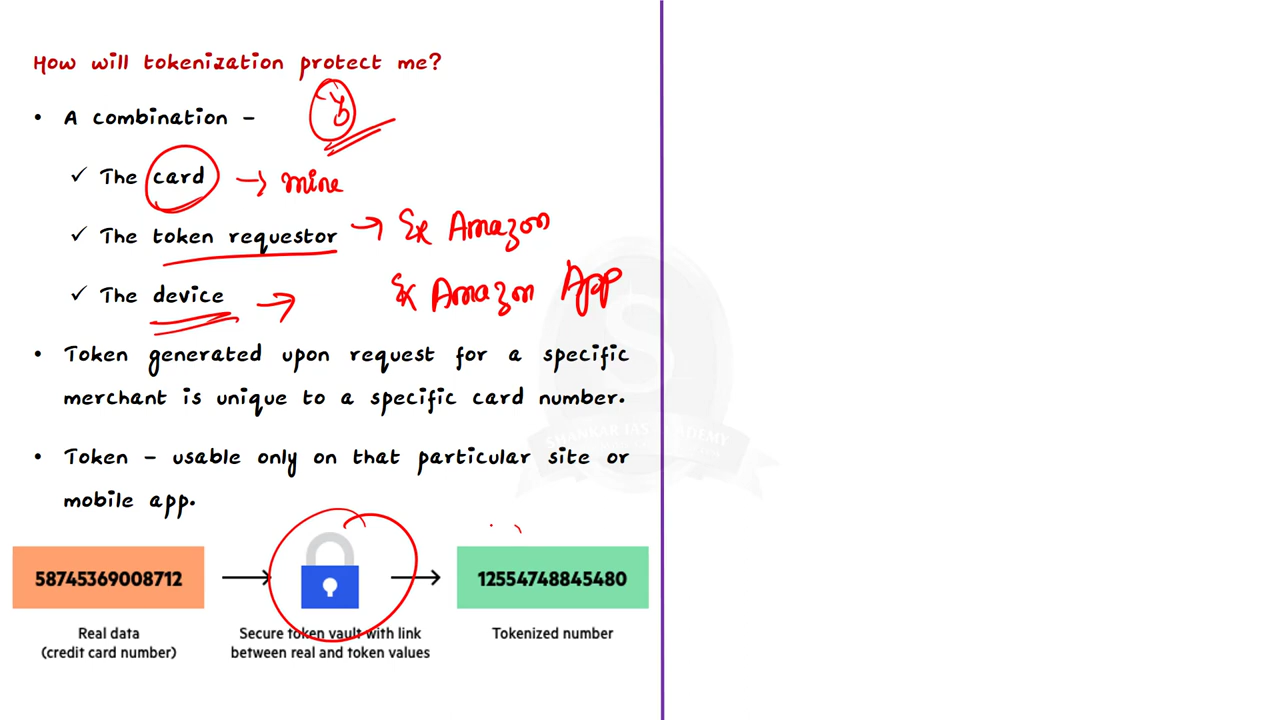 How will tokenization protect me?
• A combination –
✓ The card → mine
✓ The token requestor → Ex Amazon
✓ The device → Ex Amazon App
• Token generated upon request for a specific
merchant is unique to a specific card number.
• Token – usable only on that particular site or
mobile app.
58745369008712
12554748845480
Real data
(credit card number)
Secure token vault with link
between real and token values
Tokenized number
SHANKAR IAS ACADEMY